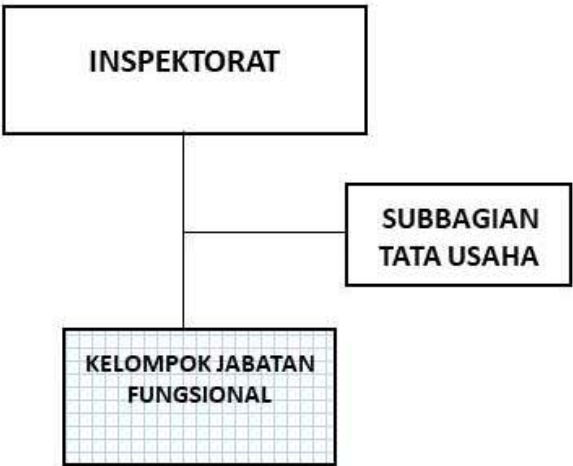 INSPEKTORAT
SUBBAGIAN
TATA USAHA
KELOMPOK JABATAN
FUNGSIONAL